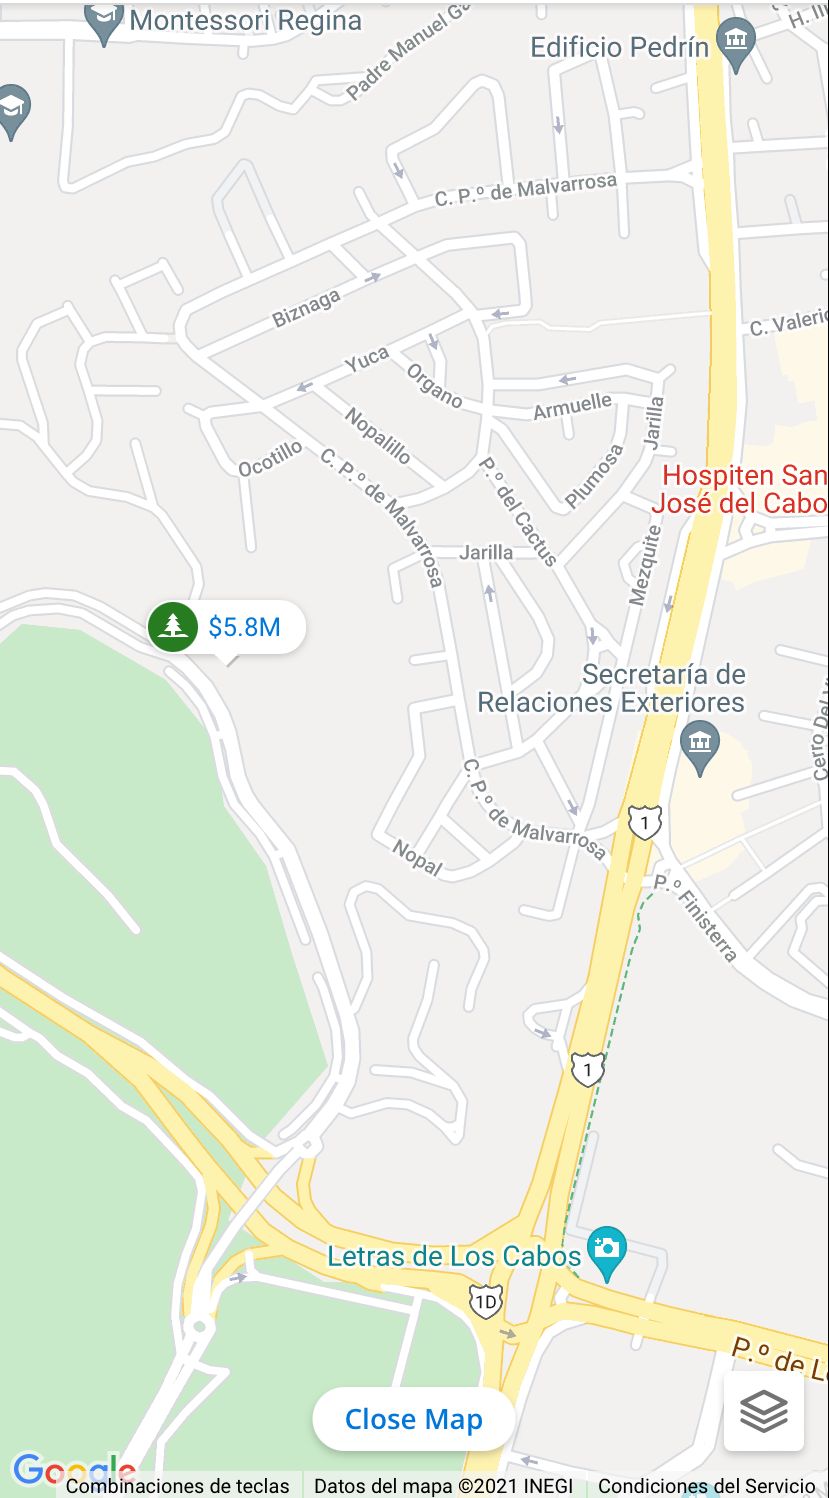 Montessori Regina
Padre Manuel Ga
H. Il
Edificio Pedrín
C. P.º de Malvarrosa
Biznaga
C. Valerio
Yuca
Organo
Armuelle
Jarilla
Nopalillo
Ocotillo
C. P.º de Malvarrosa
P.º del Cactus
Plumosa
Hospiten San
José del Cabo
Jarilla
Mezquite
$5.8M
Secretaría de
Relaciones Exteriores
Cerro Del Vi
C. P.º de Malvarrosa
1
Nopal
P.º Finisterra
1
Letras de Los Cabos
1D
P.º de Lo
Close Map
Google
Combinaciones de teclas
Datos del mapa ©2021 INEGI
Condiciones del Servicio